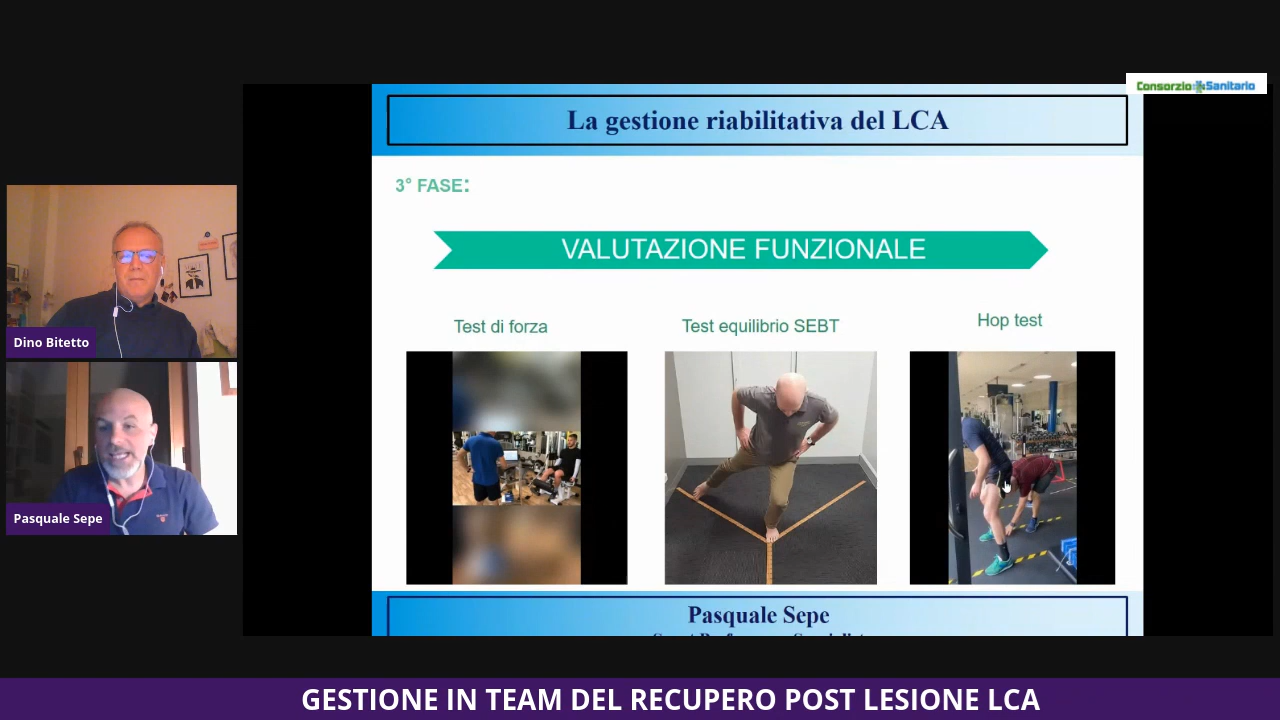 Consorzio Sanitario
La gestione riabilitativa del LCA
3° FASE:
VALUTAZIONE FUNZIONALE
Test di forza
Test equilibrio SEBT
Hop test
Dino Bitetto
Pasquale Sepe
Pasquale Sepe
GESTIONE IN TEAM DEL RECUPERO POST LESIONE LCA